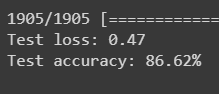 1905/1905 [============
Test loss: 0.47
Test accuracy: 86.62%